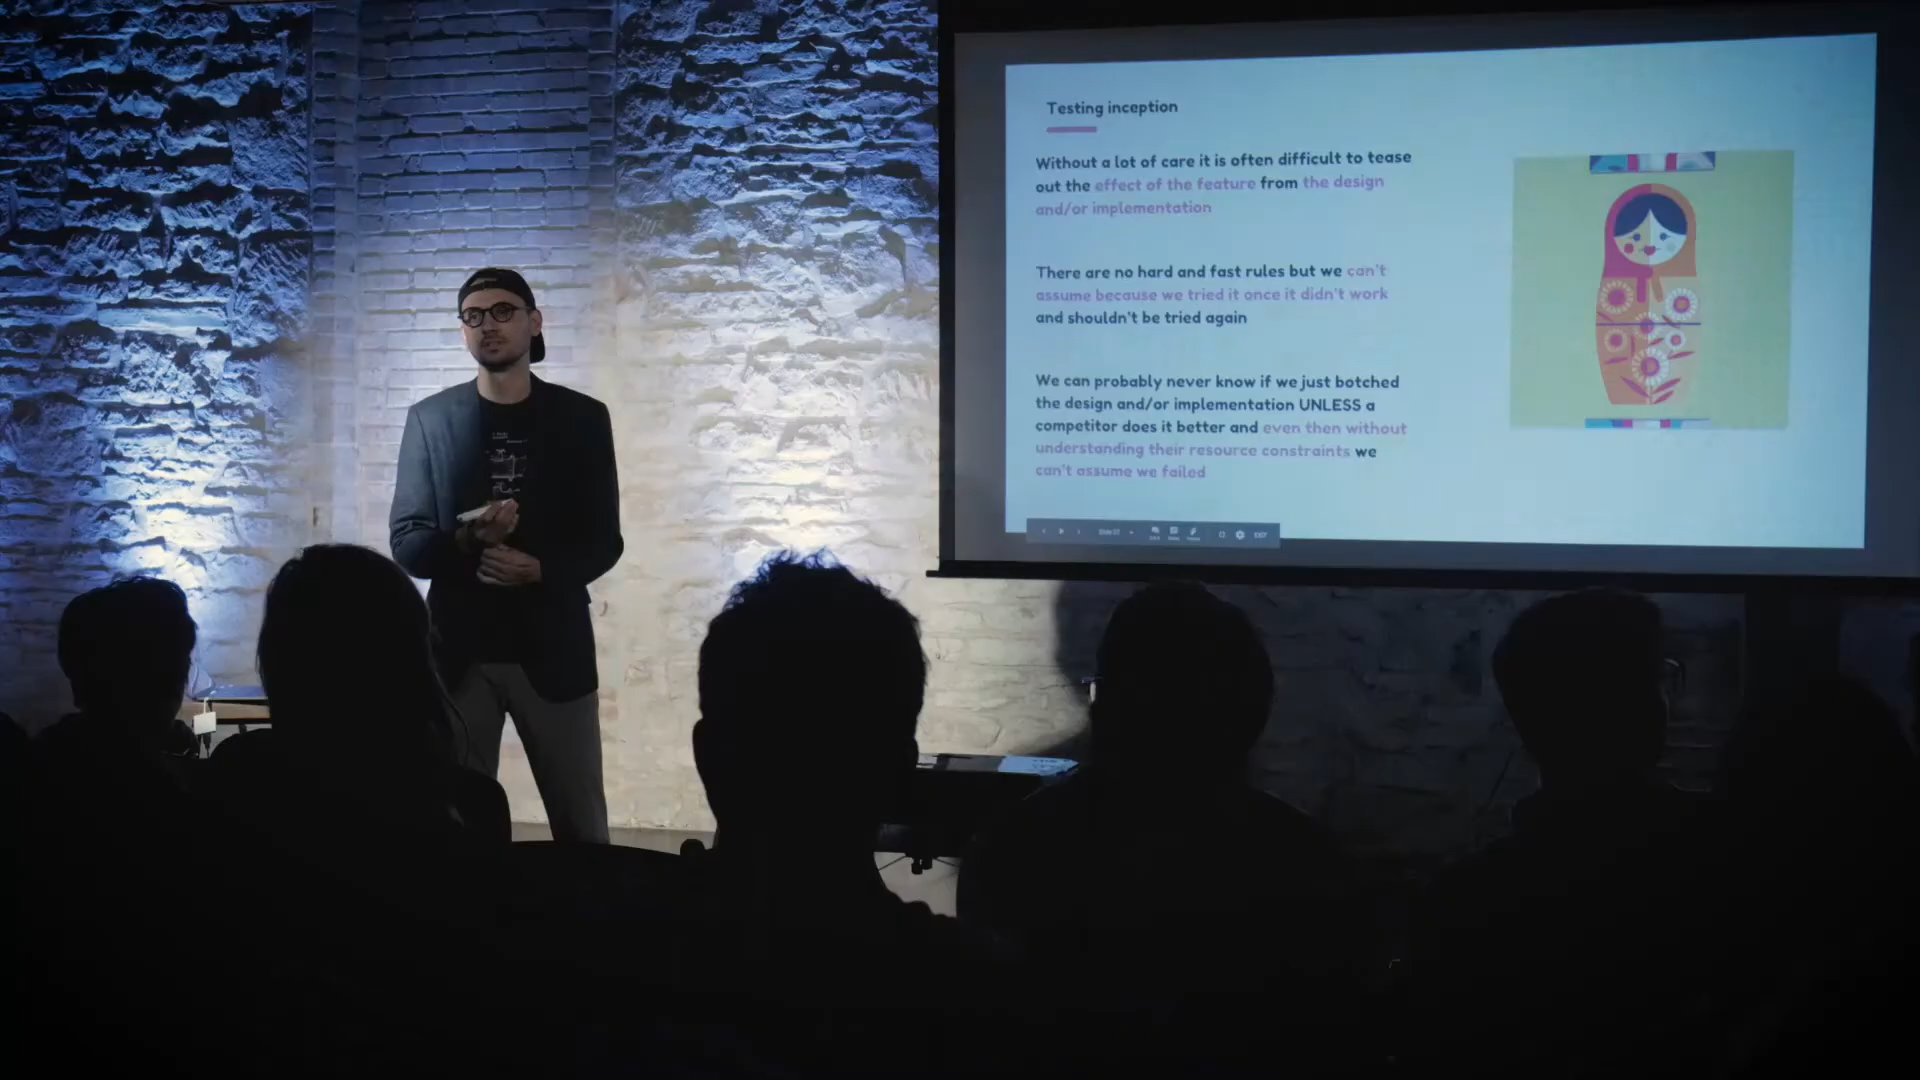 Testing inception
Without a lot of care it is often difficult to tease
out the effect of the feature from the design
and/or implementation
There are no hard and fast rules but we can't
assume because we tried it once it didn't work
and shouldn't be tried again
We can probably never know if we just botched
the design and/or implementation UNLESS a
competitor does it better and even then without
understanding their resource constraints we
can't assume we failed